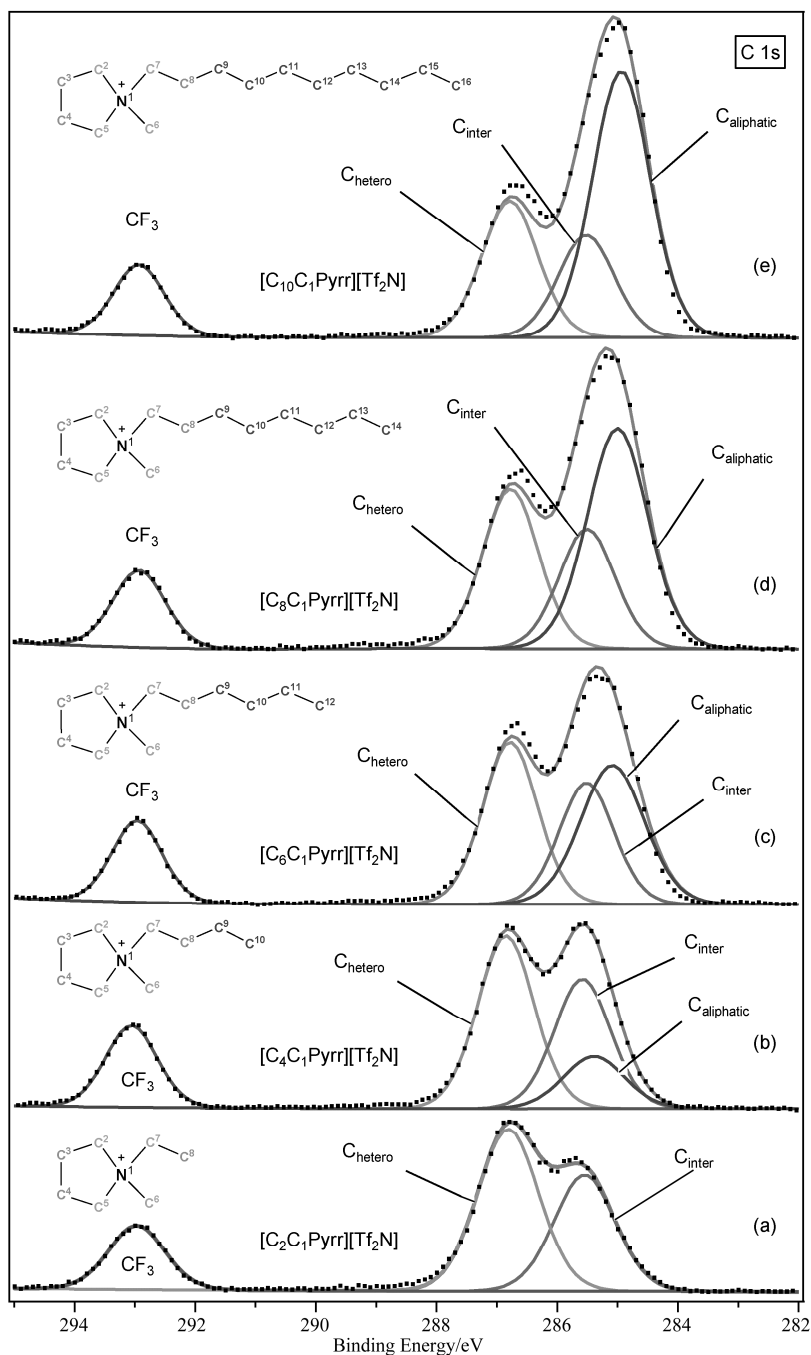 C 1s
C3 C2 C7 C8 C9 C10 C11 C12 C13 C14 C15 C16
+
N1
C4 C5 C6
Cinter
Caliphatic
Chetero
CF3
[C10C1Pyrr][Tf2N]
(e)
C3 C2 C7 C8 C9 C10 C11 C12 C13 C14
+
N1
C4 C5 C6
Cinter
Caliphatic
Chetero
CF3
[C8C1Pyrr][Tf2N]
(d)
C3 C2 C7 C8 C9 C10 C11 C12
+
N1
C4 C5 C6
Caliphatic
Chetero
Cinter
CF3
[C6C1Pyrr][Tf2N]
(c)
C3 C2 C7 C8 C9 C10
+
N1
C4 C5 C6
Cinter
Chetero
Caliphatic
[C4C1Pyrr][Tf2N]
(b)
CF3
C3 C2 C7 C8
+
N1
C4 C5 C6
Chetero
Cinter
[C2C1Pyrr][Tf2N]
(a)
CF3
294 292 290 288 286 284 282
Binding Energy/eV